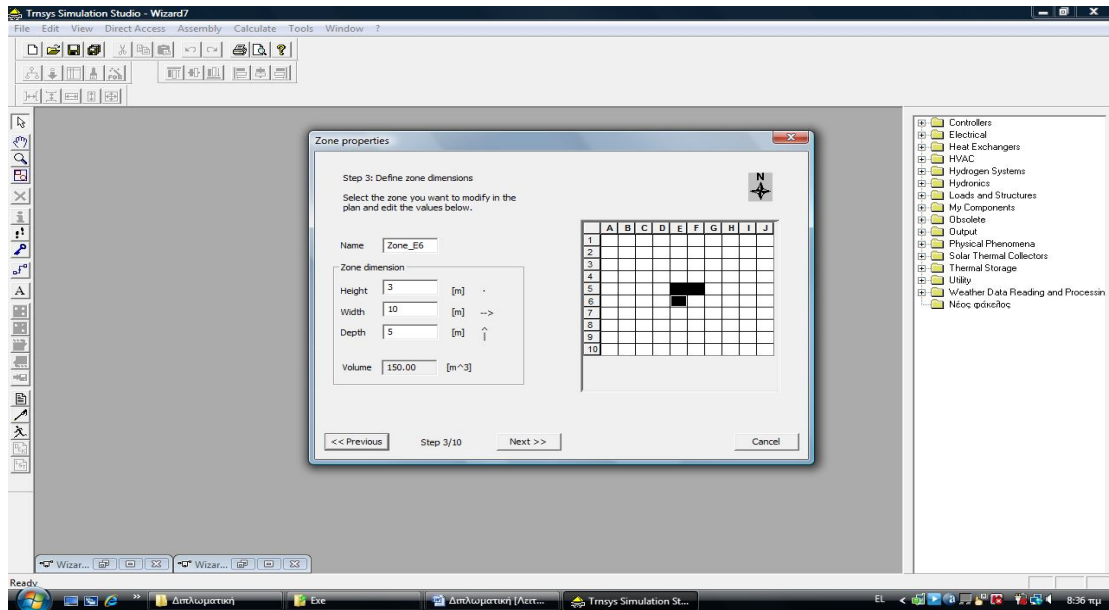 Trnsys Simulation Studio - Wizard7
File Edit View Direct Access Assembly Calculate Tools Window ?
Zone properties
Step 3: Define zone dimensions
Select the zone you want to modify in the
plan and edit the values below.
Name Zone_E6
Zone dimension
Height 3 [m] ·
Width 10 [m] -->
Depth 5 [m] ^
|
Volume 150.00 [m^3]
N
A B C D E F G H I J
1
2
3
4
5
6
7
8
9
10
<< Previous Step 3/10 Next >> Cancel
Controllers
Electrical
Heat Exchangers
HVAC
Hydrogen Systems
Hydronics
Loads and Structures
My Components
Obsolete
Output
Physical Phenomena
Solar Thermal Collectors
Thermal Storage
Utility
Weather Data Reading and Processin
Νέος φάκελος
Wizar... Wizar...
Ready
Διπλωματική Exe Διπλωματική [Λειτ... Trnsys Simulation St... EL 8:36 πμ